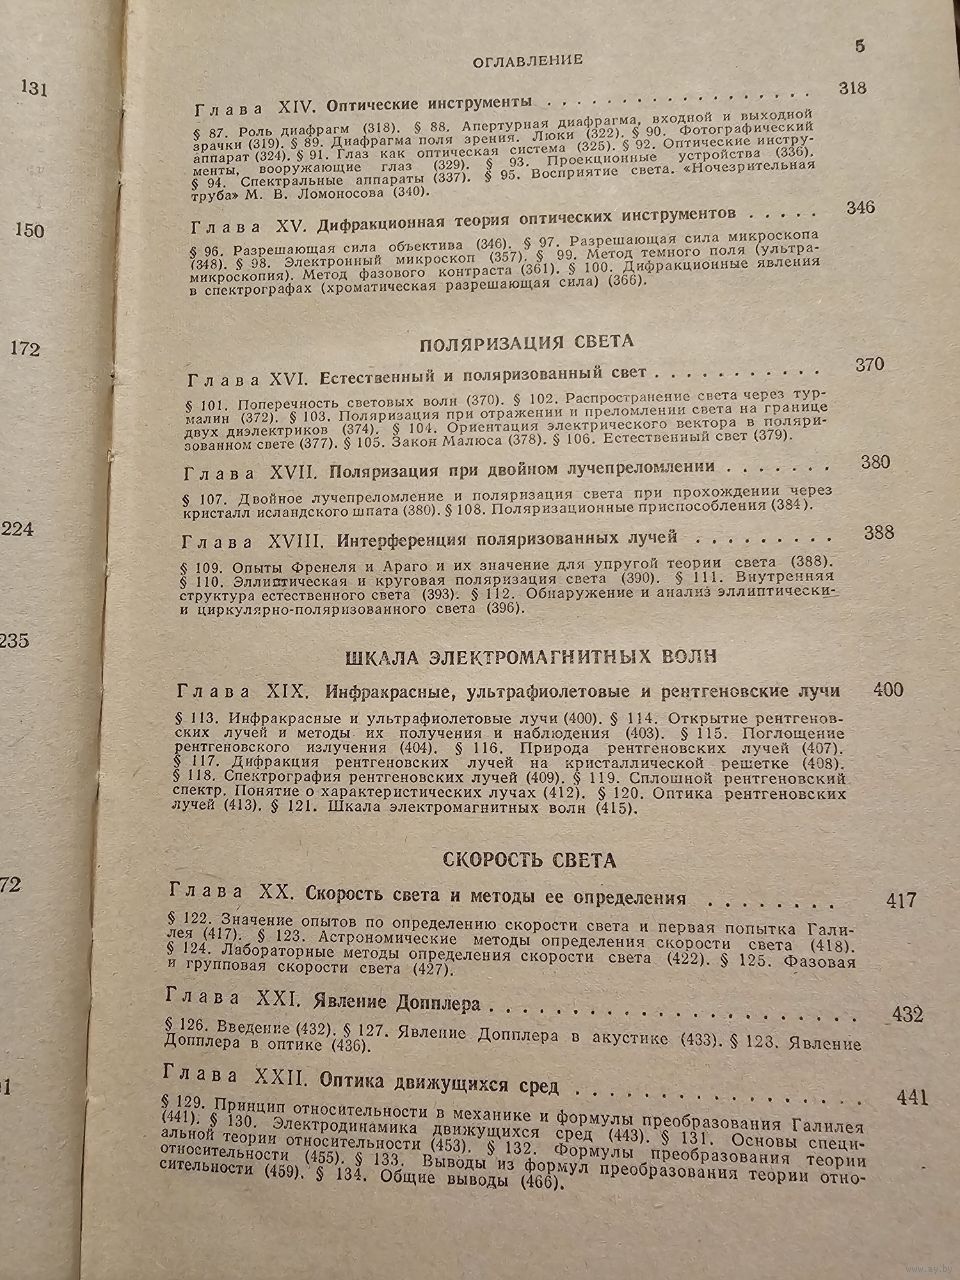 131
150
172
224
235
72
1
ОГЛАВЛЕНИЕ 5
Глава XIV. Оптические инструменты . . . . . . . . . . . . . . . . . . 318
§ 87. Роль диафрагм (318). § 88. Апертурная диафрагма, входной и выходной
зрачки (319). § 89. Диафрагма поля зрения. Люки (322). § 90. Фотографический
аппарат (324). § 91. Глаз как оптическая система (325). § 92. Оптические инстру-
менты, вооружающие глаз (329). § 93. Проекционные устройства (336).
§ 94. Спектральные аппараты (337). § 95. Восприятие света. «Ночезрительная
труба» М. В. Ломоносова (340).
Глава XV. Дифракционная теория оптических инструментов . . . . . 346
§ 96. Разрешающая сила объектива (346). § 97. Разрешающая сила микроскопа
(348). § 98. Электронный микроскоп (357). § 99. Метод темного поля (ультра-
микроскопия). Метод фазового контраста (361). § 100. Дифракционные явления
в спектрографах (хроматическая разрешающая сила) (366).
ПОЛЯРИЗАЦИЯ СВЕТА
Глава XVI. Естественный и поляризованный свет . . . . . . . . . . . 370
§ 101. Поперечность световых волн (370). § 102. Распространение света через тур-
малин (372). § 103. Поляризация при отражении и преломлении света на границе
двух диэлектриков (374). § 104. Ориентация электрического вектора в поляри-
зованном свете (377). § 105. Закон Малюса (378). § 106. Естественный свет (379).
Глава XVII. Поляризация при двойном лучепреломлении . . . . . . . 380
§ 107. Двойное лучепреломление и поляризация света при прохождении через
кристалл исландского шпата (380). § 108. Поляризационные приспособления (384).
Глава XVIII. Интерференция поляризованных лучей . . . . . . . . . 388
§ 109. Опыты Френеля и Араго и их значение для упругой теории света (388).
§ 110. Эллиптическая и круговая поляризация света (390). § 111. Внутренняя
структура естественного света (393). § 112. Обнаружение и анализ эллиптически-
и циркулярно-поляризованного света (396).
ШКАЛА ЭЛЕКТРОМАГНИТНЫХ ВОЛН
Глава XIX. Инфракрасные, ультрафиолетовые и рентгеновские лучи 400
§ 113. Инфракрасные и ультрафиолетовые лучи (400). § 114. Открытие рентгенов-
ских лучей и методы их получения и наблюдения (403). § 115. Поглощение
рентгеновского излучения (404). § 116. Природа рентгеновских лучей (407).
§ 117. Дифракция рентгеновских лучей на кристаллической решетке (408).
§ 118. Спектрография рентгеновских лучей (409). § 119. Сплошной рентгеновский
спектр. Понятие о характеристических лучах (412). § 120. Оптика рентгеновских
лучей (413). § 121. Шкала электромагнитных волн (415).
СКОРОСТЬ СВЕТА
Глава XX. Скорость света и методы ее определения . . . . . . . . 417
§ 122. Значение опытов по определению скорости света и первая попытка Гали-
лея (417). § 123. Астрономические методы определения скорости света (418).
§ 124. Лабораторные методы определения скорости света (422). § 125. Фазовая
и групповая скорости света (427).
Глава XXI. Явление Допплера . . . . . . . . . . . . . . . . . . . . 432
§ 126. Введение (432). § 127. Явление Допплера в акустике (433). § 128. Явление
Допплера в оптике (436).
Глава XXII. Оптика движущихся сред . . . . . . . . . . . . . . . . 441
§ 129. Принцип относительности в механике и формулы преобразования Галилея
(441). § 130. Электродинамика движущихся сред (443). § 131. Основы специ-
альной теории относительности (453). § 132. Формулы преобразования теории
относительности (455). § 133. Выводы из формул преобразования теории отно-
сительности (459). § 134. Общие выводы (466).
www.ay.by